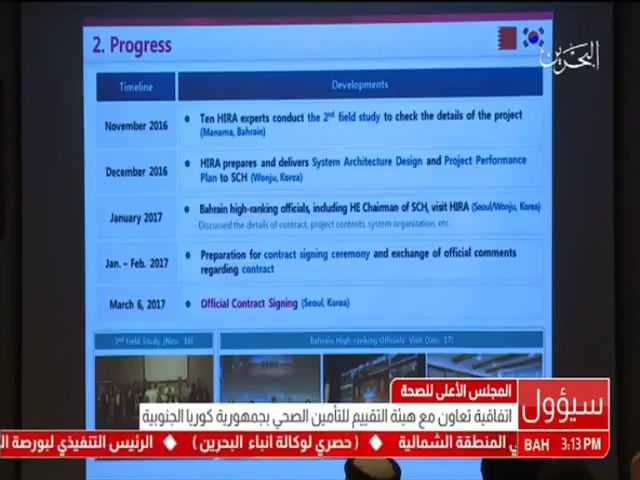 2. Progress
البحرين
Timeline
Developments
November 2016
Ten HIRA experts conduct the 2nd field study to check the details of the project
(Manama, Bahrain)
December 2016
HIRA prepares and delivers System Architecture Design and Project Performance
Plan to SCH (Wonju, Korea)
January 2017
Bahrain high-ranking officials, including HE Chairman of SCH, visit HIRA (Seoul/Wonju, Korea)
- Discussed the details of contract, project contents, system organization, etc.
Jan. – Feb. 2017
Preparation for contract signing ceremony and exchange of official comments
regarding contract
March 6, 2017
Official Contract Signing (Seoul, Korea)
2nd Field Study (Nov. 16)
Bahrain High-ranking Officials' Visit (Jan. 17)
المجلس الأعلى للصحة
سيؤول
اتفاقية تعاون مع هيئة التقييم للتأمين الصحي بجمهورية كوريا الجنوبية
BAH 3:13 PM
ي المنطقة الشمالية ♦ ( حصري لوكالة انباء البحرين ) ♦ الرئيس التنفيذي لبورصة ال